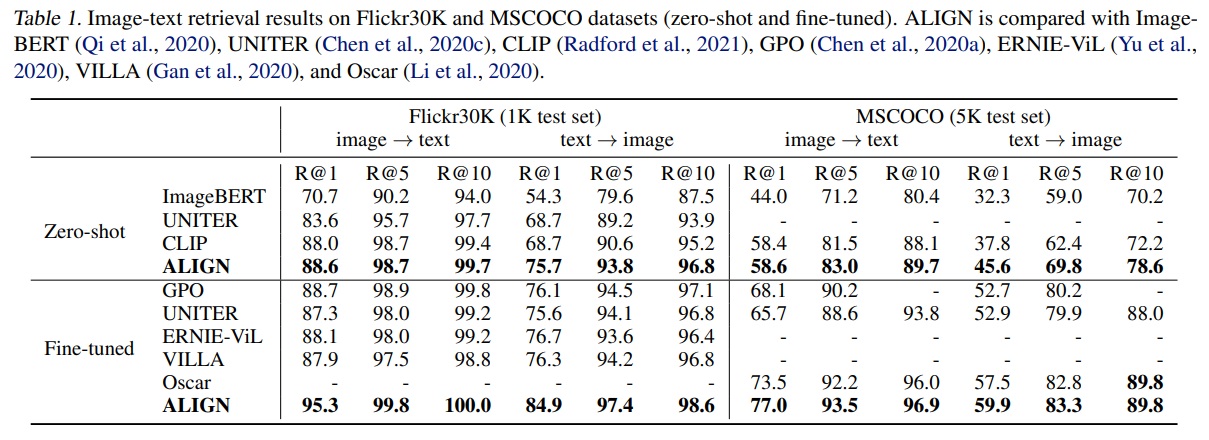 Table 1. Image-text retrieval results on Flickr30K and MSCOCO datasets (zero-shot and fine-tuned). ALIGN is compared with Image-
BERT (Qi et al., 2020), UNITER (Chen et al., 2020c), CLIP (Radford et al., 2021), GPO (Chen et al., 2020a), ERNIE-ViL (Yu et al.,
2020), VILLA (Gan et al., 2020), and Oscar (Li et al., 2020).
Flickr30K (1K test set) MSCOCO (5K test set)
image → text text → image image → text text → image
R@1 R@5 R@10 R@1 R@5 R@10 R@1 R@5 R@10 R@1 R@5 R@10
Zero-shot
ImageBERT 70.7 90.2 94.0 54.3 79.6 87.5 44.0 71.2 80.4 32.3 59.0 70.2
UNITER 83.6 95.7 97.7 68.7 89.2 93.9 - - - - - -
CLIP 88.0 98.7 99.4 68.7 90.6 95.2 58.4 81.5 88.1 37.8 62.4 72.2
ALIGN 88.6 98.7 99.7 75.7 93.8 96.8 58.6 83.0 89.7 45.6 69.8 78.6
Fine-tuned
GPO 88.7 98.9 99.8 76.1 94.5 97.1 68.1 90.2 - 52.7 80.2 -
UNITER 87.3 98.0 99.2 75.6 94.1 96.8 65.7 88.6 93.8 52.9 79.9 88.0
ERNIE-ViL 88.1 98.0 99.2 76.7 93.6 96.4 - - - - - -
VILLA 87.9 97.5 98.8 76.3 94.2 96.8 - - - - - -
Oscar - - - - - - 73.5 92.2 96.0 57.5 82.8 89.8
ALIGN 95.3 99.8 100.0 84.9 97.4 98.6 77.0 93.5 96.9 59.9 83.3 89.8